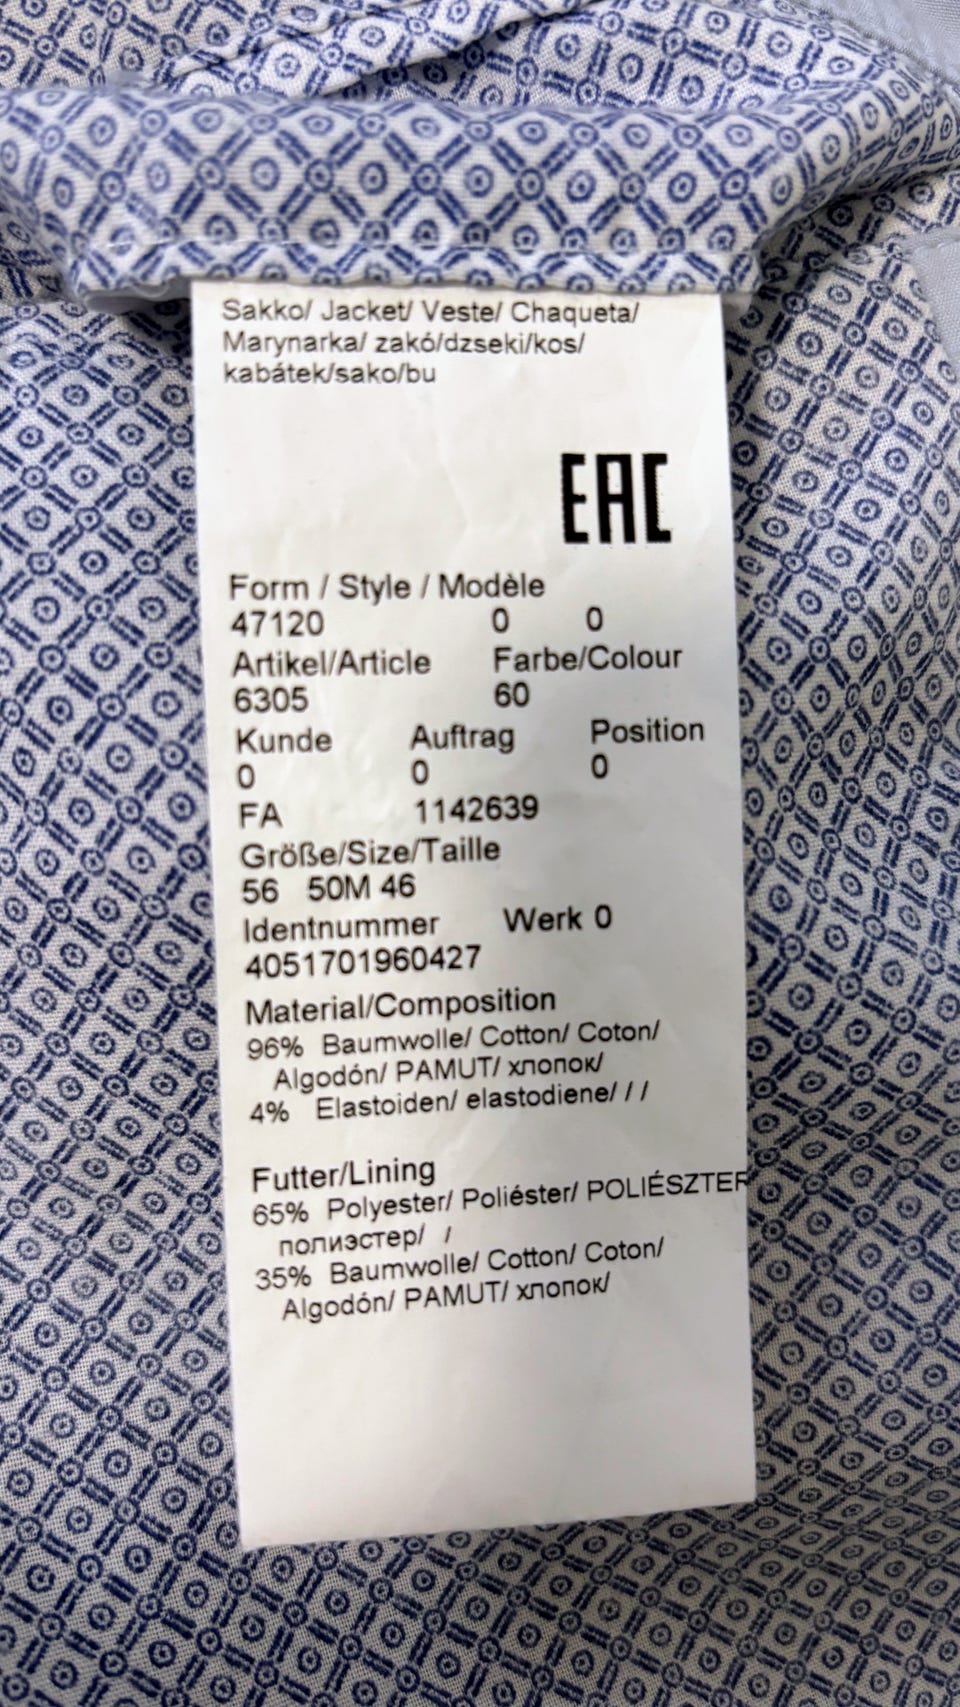 Sakko/ Jacket/ Veste/ Chaqueta/
Marynarka/ zakó/dzseki/kos/
kabátek/sako/bu
EAC
Form / Style / Modèle
47120 0 0
Artikel/Article Farbe/Colour
6305 60
Kunde Auftrag Position
0 0 0
FA 1142639
Größe/Size/Taille
56 50M 46
Identnummer Werk 0
4051701960427
Material/Composition
96% Baumwolle/ Cotton/ Coton/
Algodón/ PAMUT/ хлопок/
4% Elastoiden/ elastodiene/ / /
Futter/Lining
65% Polyester/ Poliéster/ POLIÉSZTER
полиэстер/ /
35% Baumwolle/ Cotton/ Coton/
Algodón/ PAMUT/ хлопок/